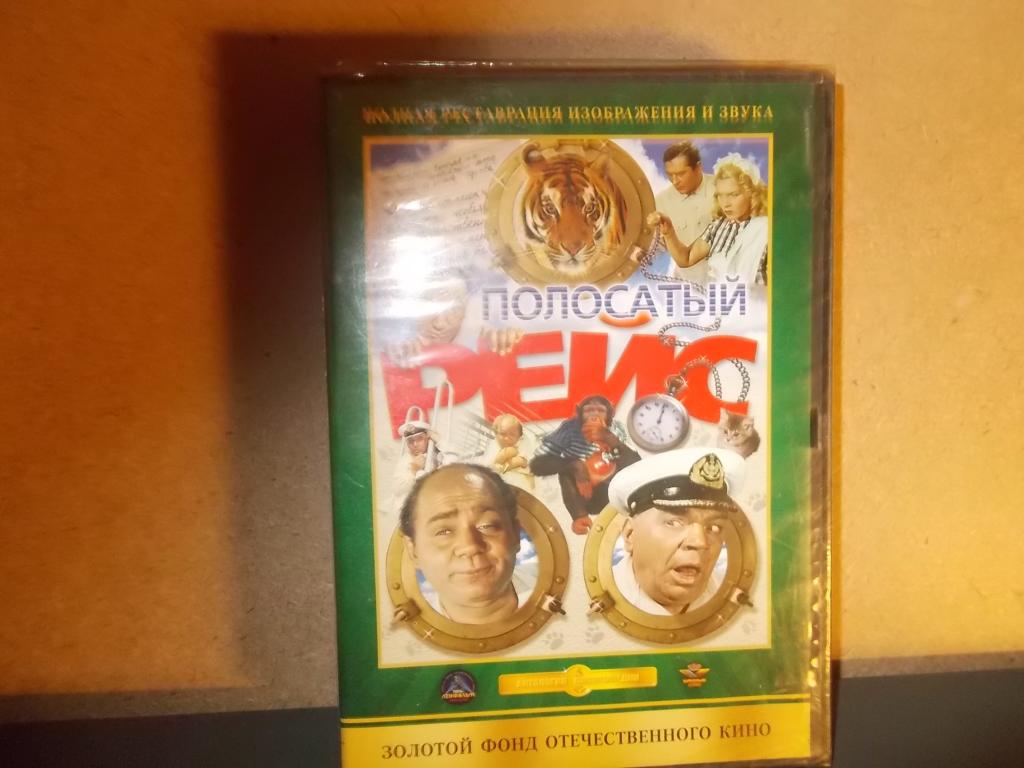 ПОЛНАЯ РЕСТАВРАЦИЯ ИЗОБРАЖЕНИЯ И ЗВУКА
ПОЛОСАТЫЙ
РЕЙС
ЗОЛОТОЙ ФОНД ОТЕЧЕСТВЕННОГО КИНО